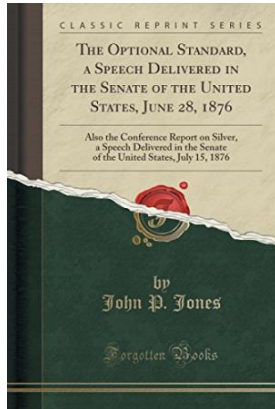 CLASSIC REPRINT SERIES
THE OPTIONAL STANDARD,
A SPEECH DELIVERED IN
THE SENATE OF THE UNITED
STATES, JUNE 28, 1876
Also the Conference Report on Silver,
a Speech Delivered in the Senate
of the United States, July 15, 1876
by
John P. Jones
Forgotten Books